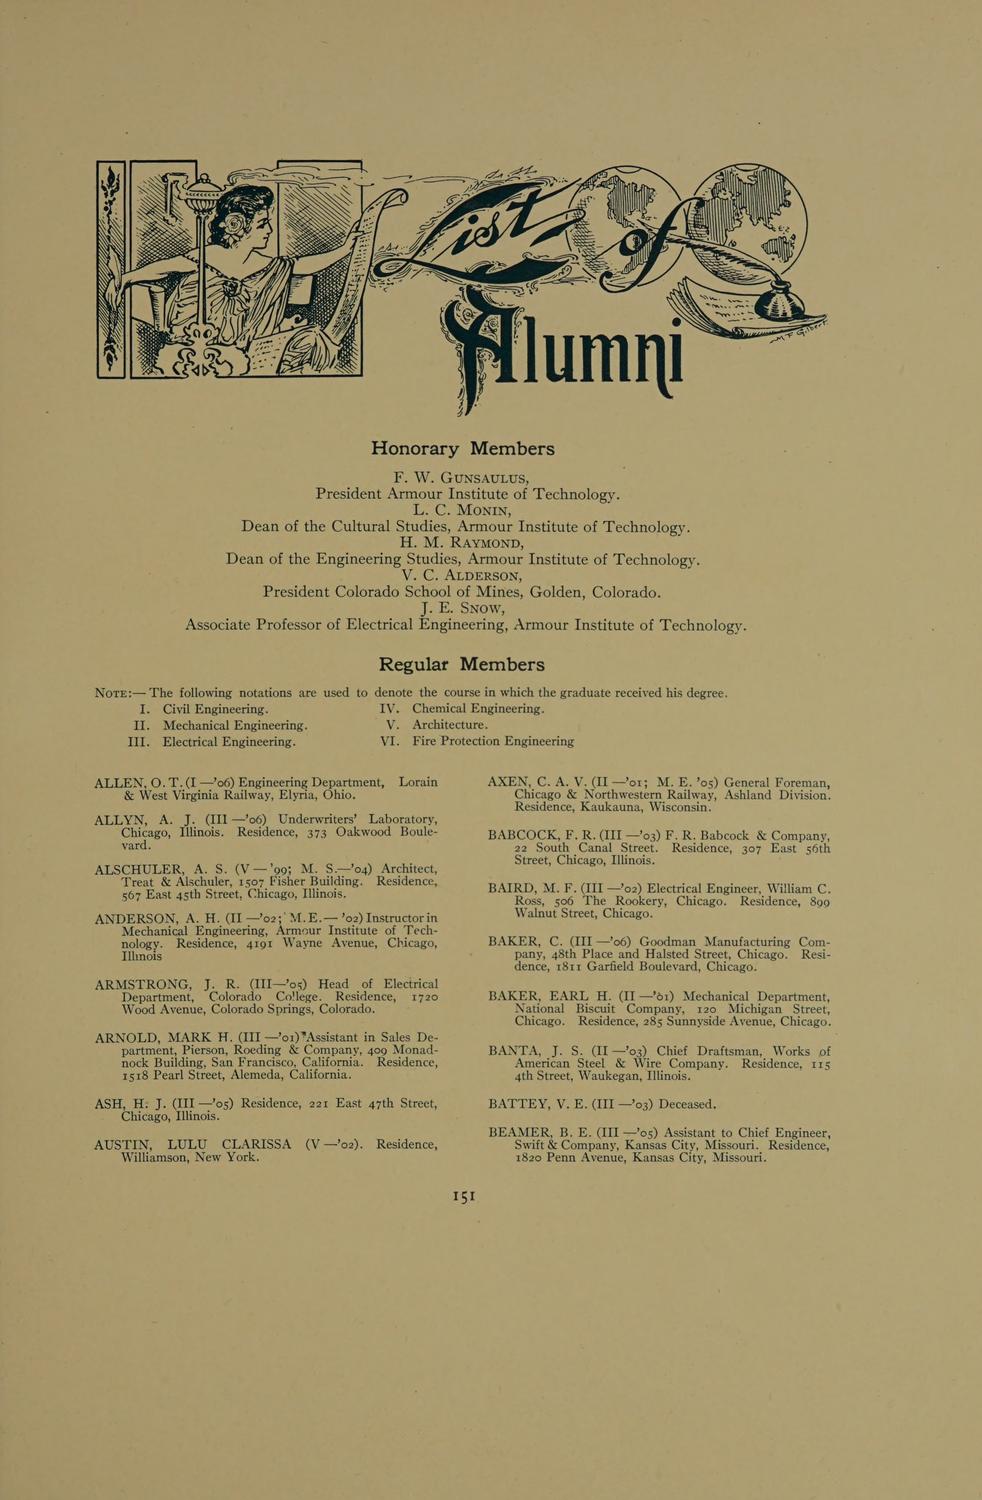 List of
Alumni
M F Gilbert
Honorary Members
F. W. GUNSAULUS,
President Armour Institute of Technology.
L. C. MONIN,
Dean of the Cultural Studies, Armour Institute of Technology.
H. M. RAYMOND,
Dean of the Engineering Studies, Armour Institute of Technology.
V. C. ALDERSON,
President Colorado School of Mines, Golden, Colorado.
J. E. SNOW,
Associate Professor of Electrical Engineering, Armour Institute of Technology.
Regular Members
NOTE:— The following notations are used to denote the course in which the graduate received his degree.
I. Civil Engineering.
II. Mechanical Engineering.
III. Electrical Engineering.
IV. Chemical Engineering.
V. Architecture.
VI. Fire Protection Engineering
ALLEN, O. T. (I —'06) Engineering Department, Lorain
& West Virginia Railway, Elyria, Ohio.
ALLYN, A. J. (III —'06) Underwriters' Laboratory,
Chicago, Illinois. Residence, 373 Oakwood Boule-
vard.
ALSCHULER, A. S. (V — '99; M. S.—'04) Architect,
Treat & Alschuler, 1507 Fisher Building. Residence,
567 East 45th Street, Chicago, Illinois.
ANDERSON, A. H. (II —'02; M.E.— '02) Instructor in
Mechanical Engineering, Armour Institute of Tech-
nology. Residence, 4191 Wayne Avenue, Chicago,
Illinois
ARMSTRONG, J. R. (III—'05) Head of Electrical
Department, Colorado College. Residence, 1720
Wood Avenue, Colorado Springs, Colorado.
ARNOLD, MARK H. (III —'01) Assistant in Sales De-
partment, Pierson, Roeding & Company, 409 Monad-
nock Building, San Francisco, California. Residence,
1518 Pearl Street, Alemeda, California.
ASH, H. J. (III —'05) Residence, 221 East 47th Street,
Chicago, Illinois.
AUSTIN, LULU CLARISSA (V —'02). Residence,
Williamson, New York.
AXEN, C. A. V. (II —'01; M. E. '05) General Foreman,
Chicago & Northwestern Railway, Ashland Division.
Residence, Kaukauna, Wisconsin.
BABCOCK, F. R. (III —'03) F. R. Babcock & Company,
22 South Canal Street. Residence, 307 East 56th
Street, Chicago, Illinois.
BAIRD, M. F. (III —'02) Electrical Engineer, William C.
Ross, 506 The Rookery, Chicago. Residence, 899
Walnut Street, Chicago.
BAKER, C. (III —'06) Goodman Manufacturing Com-
pany, 48th Place and Halsted Street, Chicago. Resi-
dence, 1811 Garfield Boulevard, Chicago.
BAKER, EARL H. (II —'01) Mechanical Department,
National Biscuit Company, 120 Michigan Street,
Chicago. Residence, 285 Sunnyside Avenue, Chicago.
BANTA, J. S. (II —'03) Chief Draftsman, Works of
American Steel & Wire Company. Residence, 115
4th Street, Waukegan, Illinois.
BATTEY, V. E. (III —'03) Deceased.
BEAMER, B. E. (III —'05) Assistant to Chief Engineer,
Swift & Company, Kansas City, Missouri. Residence,
1820 Penn Avenue, Kansas City, Missouri.
151